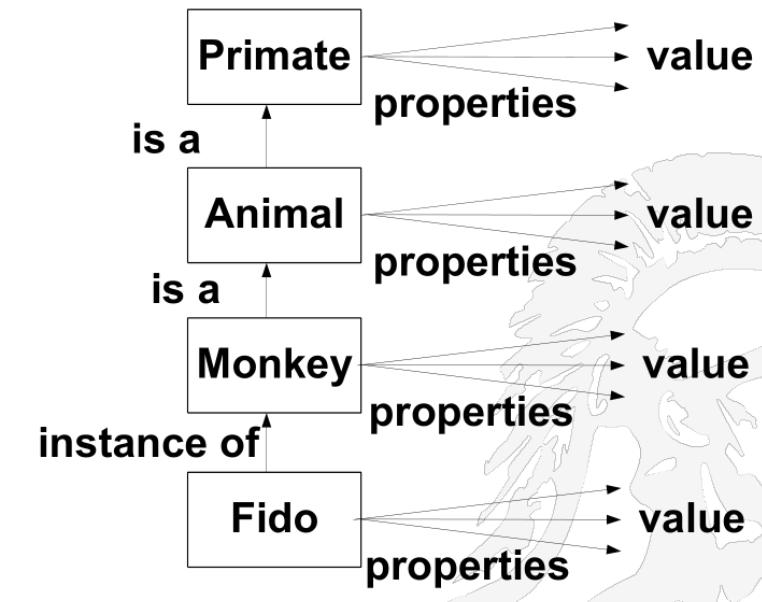 Primate
value
properties
is a
Animal
value
properties
is a
Monkey
value
properties
instance of
Fido
value
properties